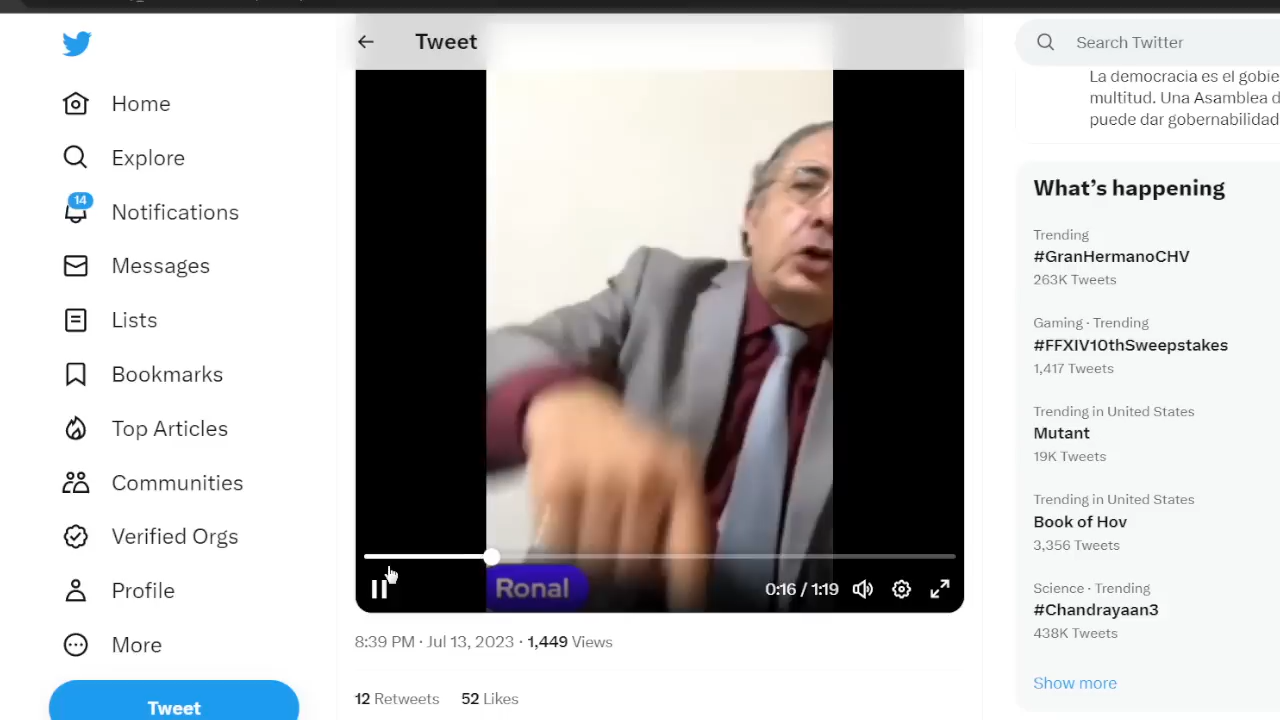 Home
Explore
14
Notifications
Messages
Lists
Bookmarks
Top Articles
Communities
Verified Orgs
Profile
More
Tweet
Tweet
Ronal
0:16 / 1:19
8:39 PM · Jul 13, 2023 · 1,449 Views
12 Retweets 52 Likes
Search Twitter
La democracia es el gobie
multitud. Una Asamblea d
puede dar gobernabilidad
What's happening
Trending
#GranHermanoCHV
263K Tweets
Gaming · Trending
#FFXIV10thSweepstakes
1,417 Tweets
Trending in United States
Mutant
19K Tweets
Trending in United States
Book of Hov
3,356 Tweets
Science · Trending
#Chandrayaan3
438K Tweets
Show more